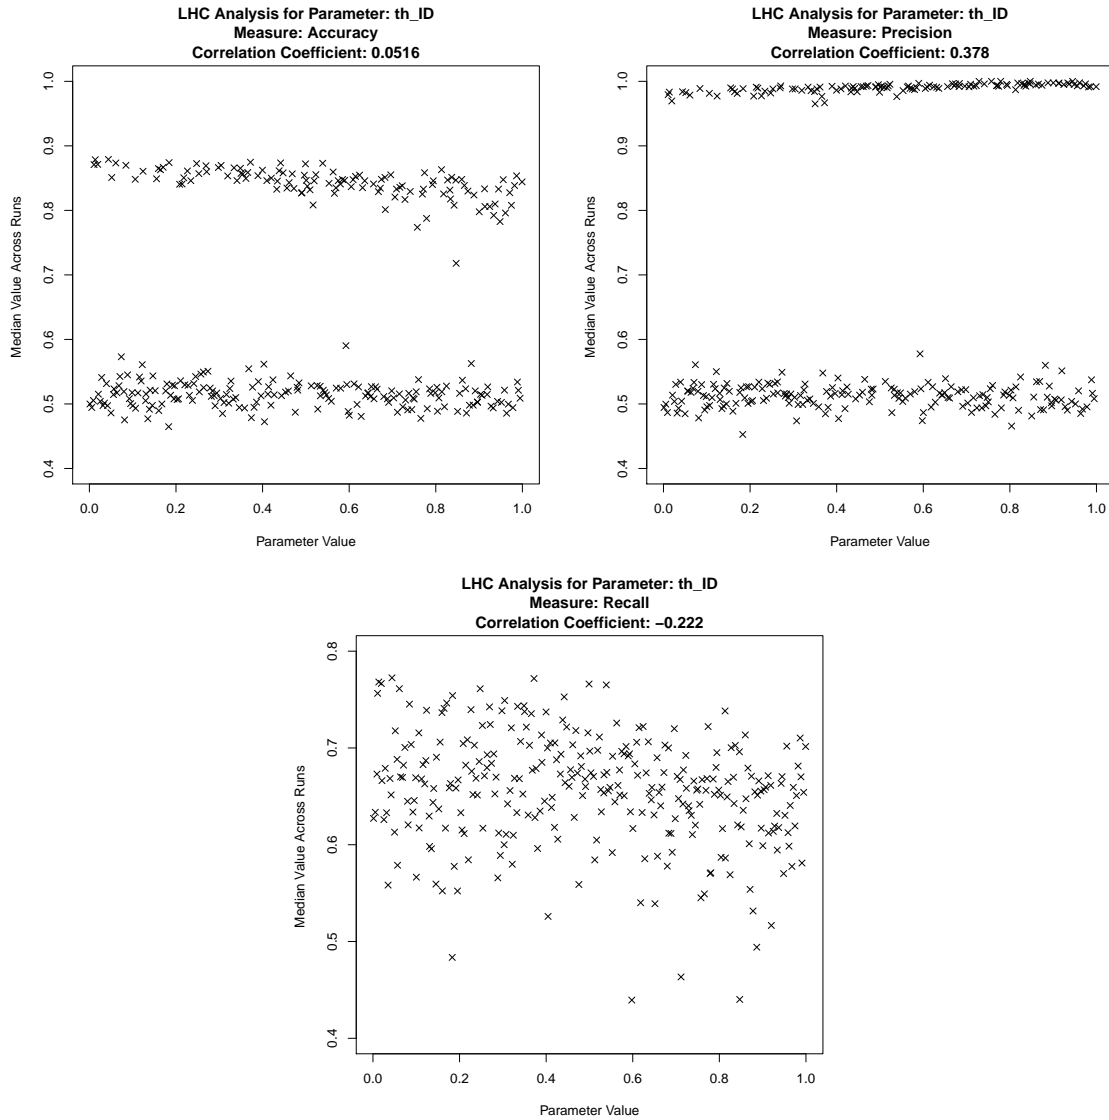 LHC Analysis for Parameter: th_ID
Measure: Accuracy
Correlation Coefficient: 0.0516
Median Value Across Runs
1.0
0.9
0.8
0.7
0.6
0.5
0.4
0.0 0.2 0.4 0.6 0.8 1.0
Parameter Value
LHC Analysis for Parameter: th_ID
Measure: Precision
Correlation Coefficient: 0.378
Median Value Across Runs
1.0
0.9
0.8
0.7
0.6
0.5
0.4
0.0 0.2 0.4 0.6 0.8 1.0
Parameter Value
LHC Analysis for Parameter: th_ID
Measure: Recall
Correlation Coefficient: −0.222
Median Value Across Runs
0.8
0.7
0.6
0.5
0.4
0.0 0.2 0.4 0.6 0.8 1.0
Parameter Value